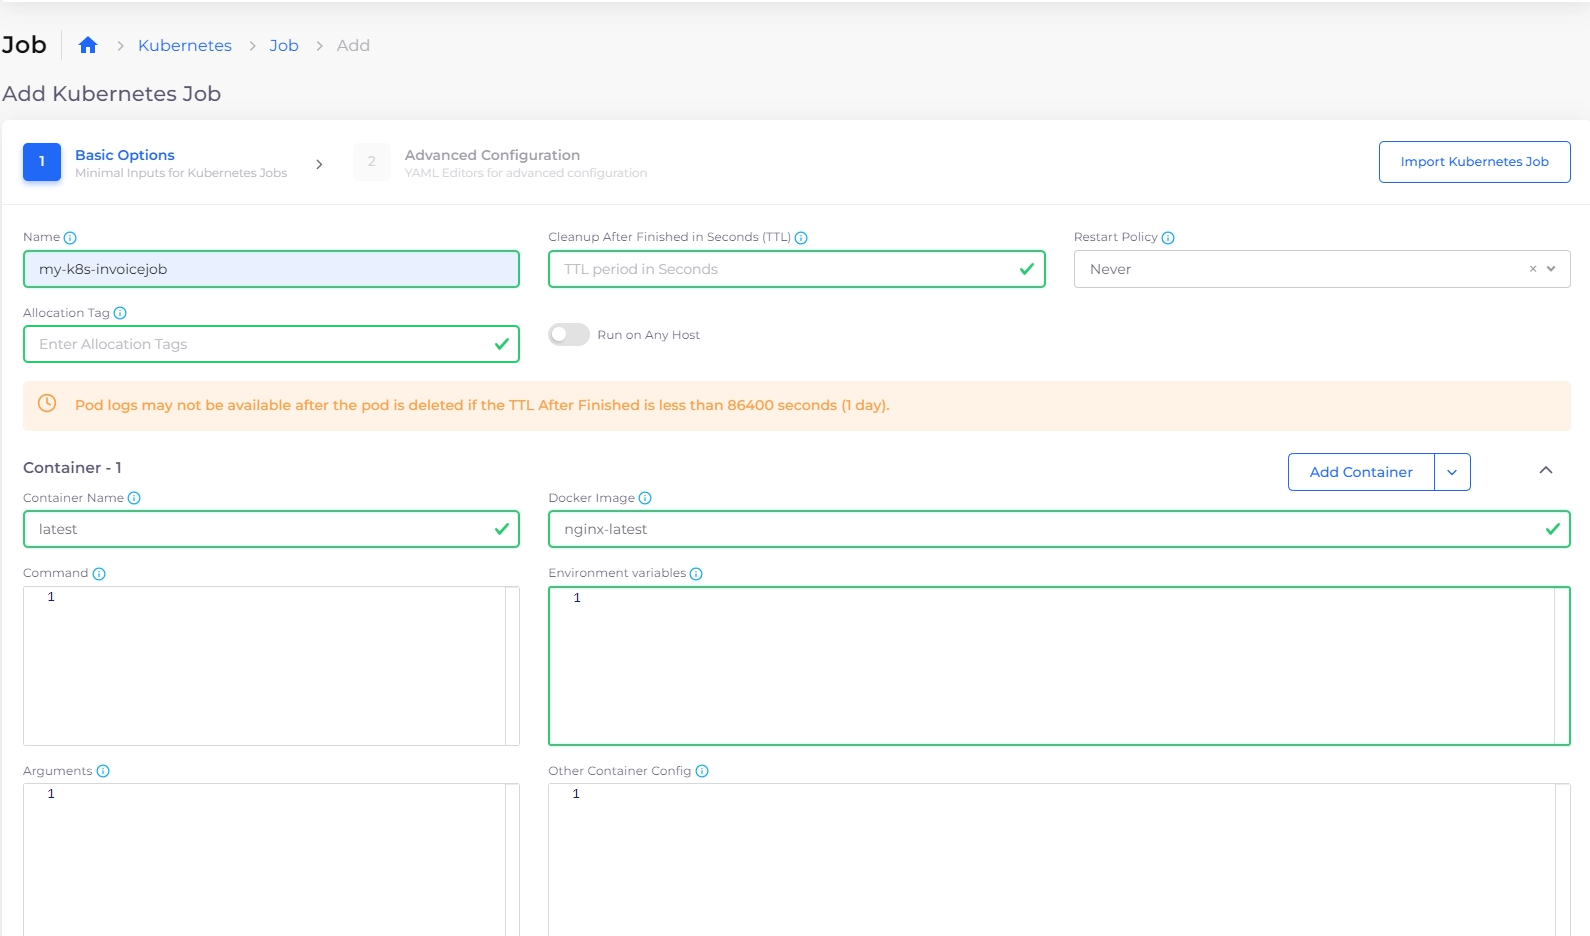 Job Kubernetes Job Add
Add Kubernetes Job
1 Basic Options
Minimal Inputs for Kubernetes Jobs
2 Advanced Configuration
YAML Editors for advanced configuration
Import Kubernetes Job
Name
my-k8s-invoicejob
Cleanup After Finished in Seconds (TTL)
TTL period in Seconds
Restart Policy
Never
Allocation Tag
Enter Allocation Tags
Run on Any Host
Pod logs may not be available after the pod is deleted if the TTL After Finished is less than 86400 seconds (1 day).
Container - 1
Add Container
Container Name
latest
Docker Image
nginx-latest
Command
1
Environment variables
1
Arguments
1
Other Container Config
1